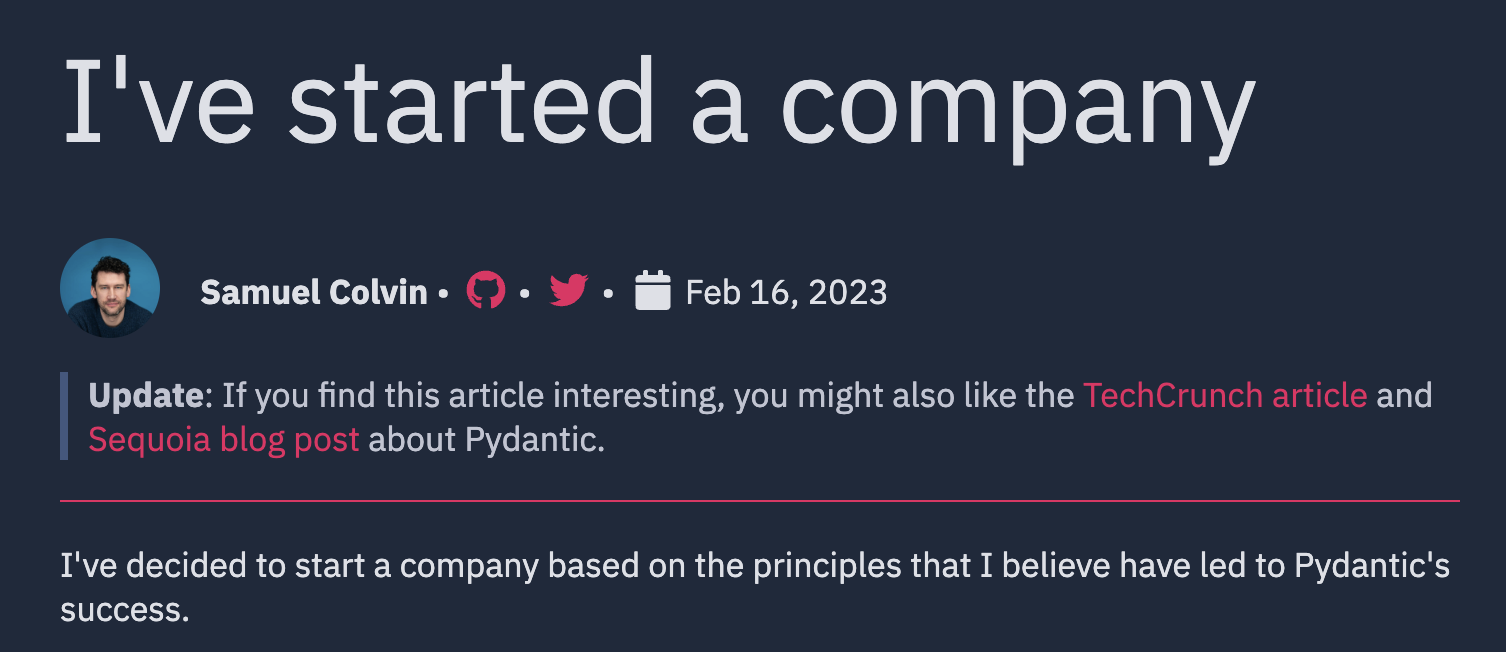 I've started a company
Samuel Colvin • • • Feb 16, 2023
Update: If you find this article interesting, you might also like the TechCrunch article and
Sequoia blog post about Pydantic.
I've decided to start a company based on the principles that I believe have led to Pydantic's
success.